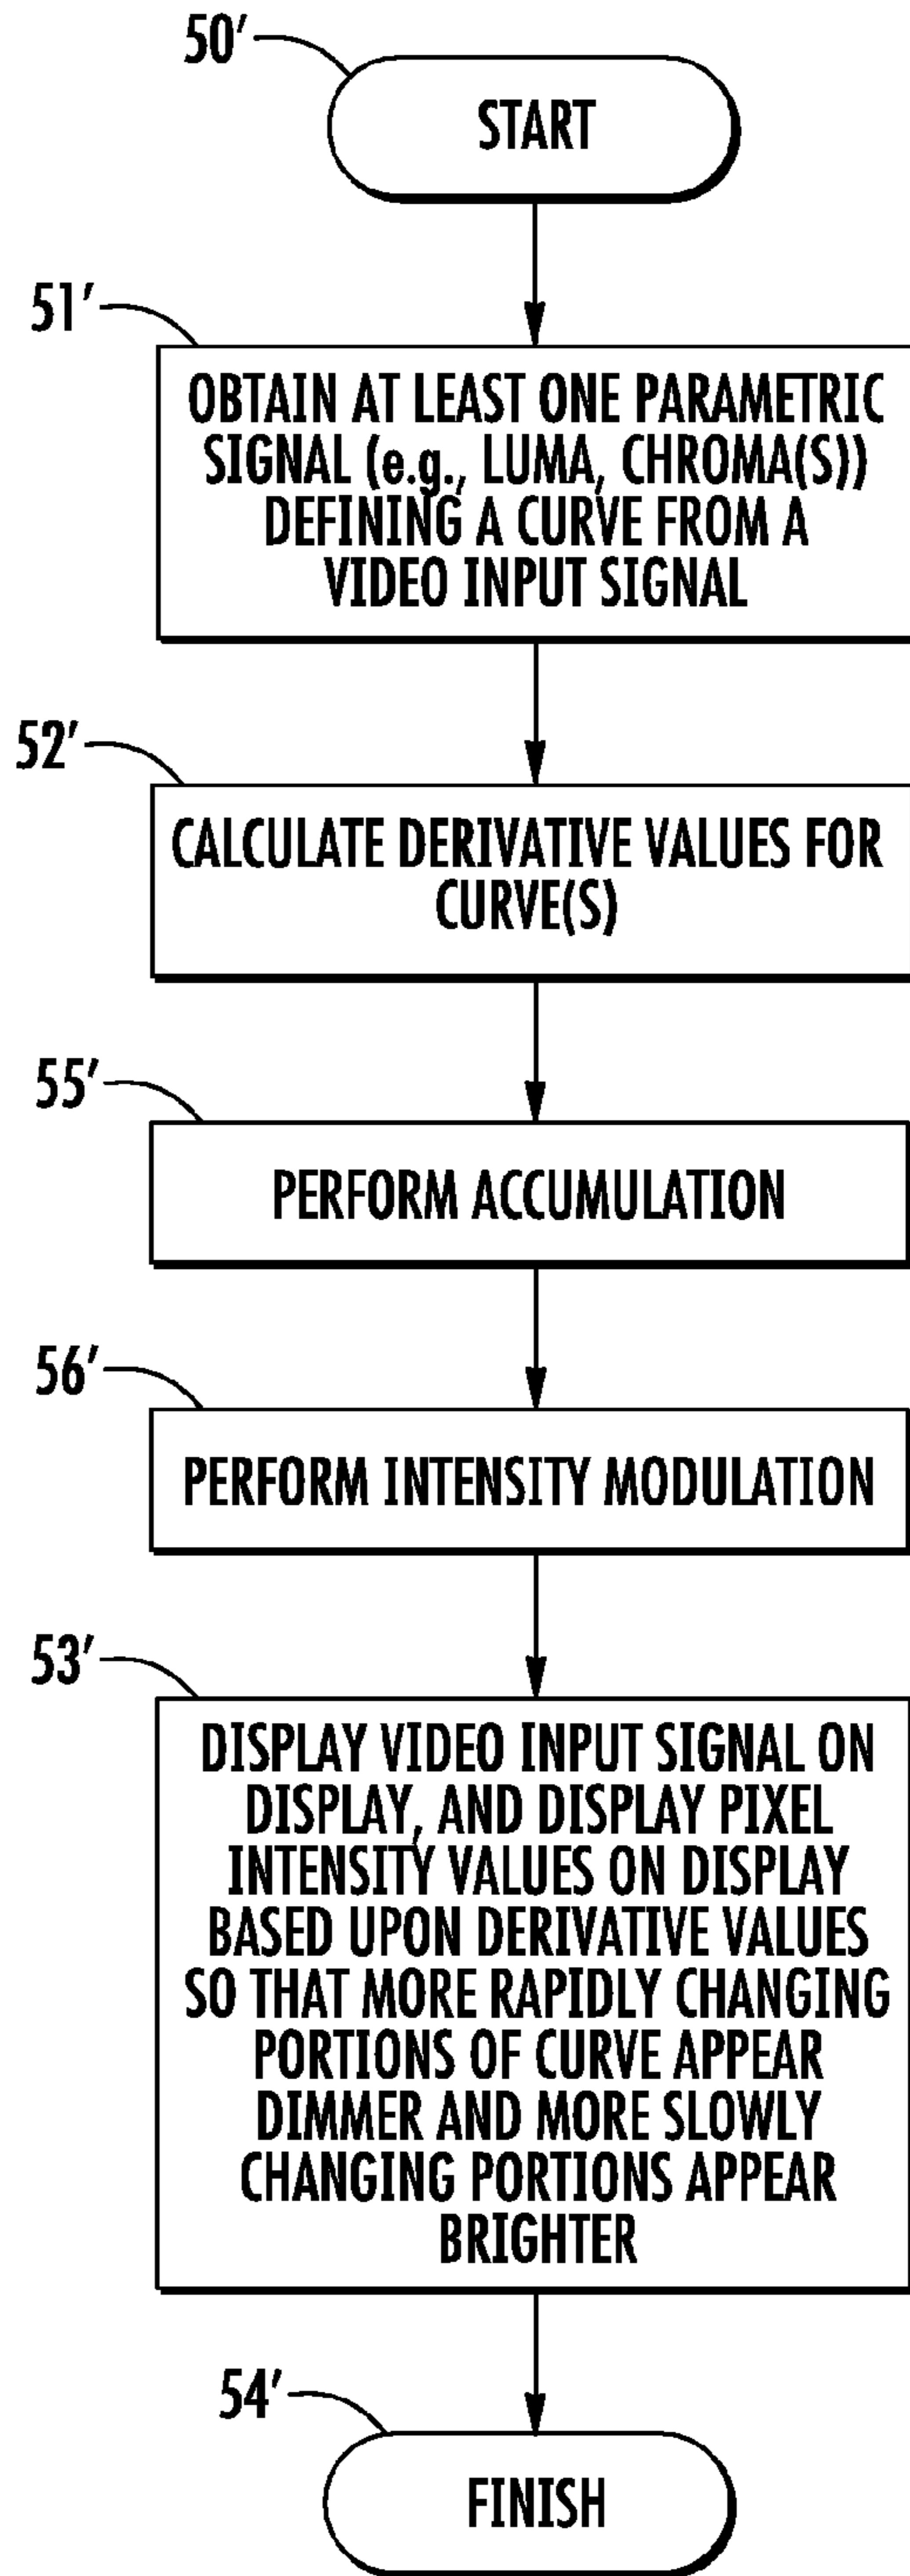 50'
START
51'
OBTAIN AT LEAST ONE PARAMETRIC
SIGNAL (e.g., LUMA, CHROMA(S))
DEFINING A CURVE FROM A
VIDEO INPUT SIGNAL
52'
CALCULATE DERIVATIVE VALUES FOR
CURVE(S)
55'
PERFORM ACCUMULATION
56'
PERFORM INTENSITY MODULATION
53'
DISPLAY VIDEO INPUT SIGNAL ON
DISPLAY, AND DISPLAY PIXEL
INTENSITY VALUES ON DISPLAY
BASED UPON DERIVATIVE VALUES
SO THAT MORE RAPIDLY CHANGING
PORTIONS OF CURVE APPEAR
DIMMER AND MORE SLOWLY
CHANGING PORTIONS APPEAR
BRIGHTER
54'
FINISH